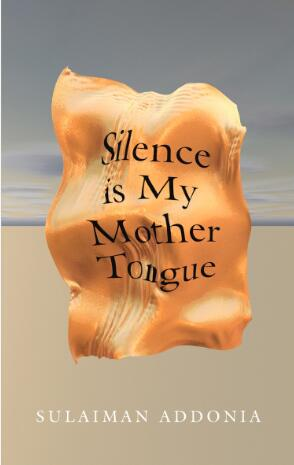 Silence
is My
Mother
Tongue
SULAIMAN ADDONIA